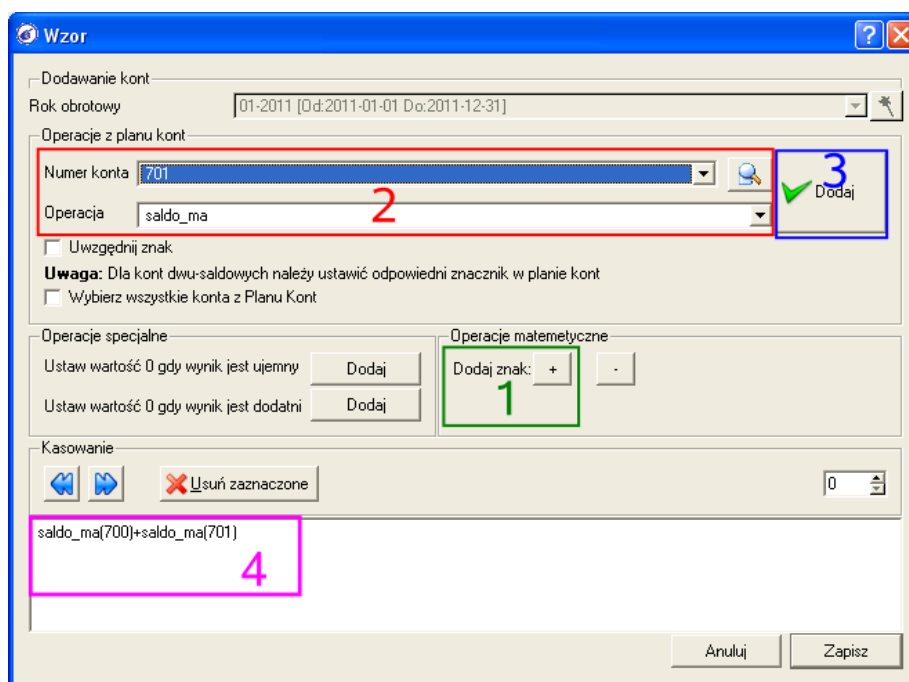 Wzor
Dodawanie kont
Rok obrotowy 01-2011 [Od:2011-01-01 Do:2011-12-31]
Operacje z planu kont
Numer konta 701
Operacja saldo_ma
2
3
Dodaj
Uwzgędnij znak
Uwaga: Dla kont dwu-saldowych należy ustawić odpowiedni znacznik w planie kont
Wybierz wszystkie konta z Planu Kont
Operacje specjalne
Ustaw wartość 0 gdy wynik jest ujemny Dodaj
Ustaw wartość 0 gdy wynik jest dodatni Dodaj
Operacje matemetyczne
Dodaj znak: + -
1
Kasowanie
Usuń zaznaczone 0
saldo_ma(700)+saldo_ma(701)
4
Anuluj Zapisz